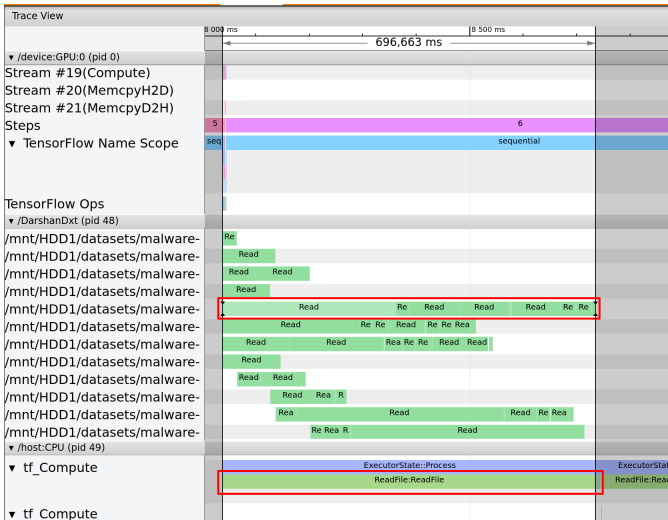 Trace View
8 000 ms
8 500 ms
696,663 ms
▾ /device:GPU:0 (pid 0)
Stream #19(Compute)
Stream #20(MemcpyH2D)
Stream #21(MemcpyD2H)
Steps 5 6
▾ TensorFlow Name Scope seq sequential
TensorFlow Ops
▾ /DarshanDxt (pid 48)
/mnt/HDD1/datasets/malware- Re
/mnt/HDD1/datasets/malware- Read
/mnt/HDD1/datasets/malware- Read Read
/mnt/HDD1/datasets/malware- Read
/mnt/HDD1/datasets/malware- Read Re Read Read Read Re Re
/mnt/HDD1/datasets/malware- Read Re Re Read Re Re Rea
/mnt/HDD1/datasets/malware- Read Read Rea Re Re Read Read
/mnt/HDD1/datasets/malware- Read
/mnt/HDD1/datasets/malware- Read Read
/mnt/HDD1/datasets/malware- Read Rea R
/mnt/HDD1/datasets/malware- Rea Read Read Re Rea
/mnt/HDD1/datasets/malware- Re Rea R Read
▾ /host:CPU (pid 49)
▾ tf_Compute ExecutorState::Process ExecutorStat
ReadFile:ReadFile ReadFile:Read
▾ tf_Compute